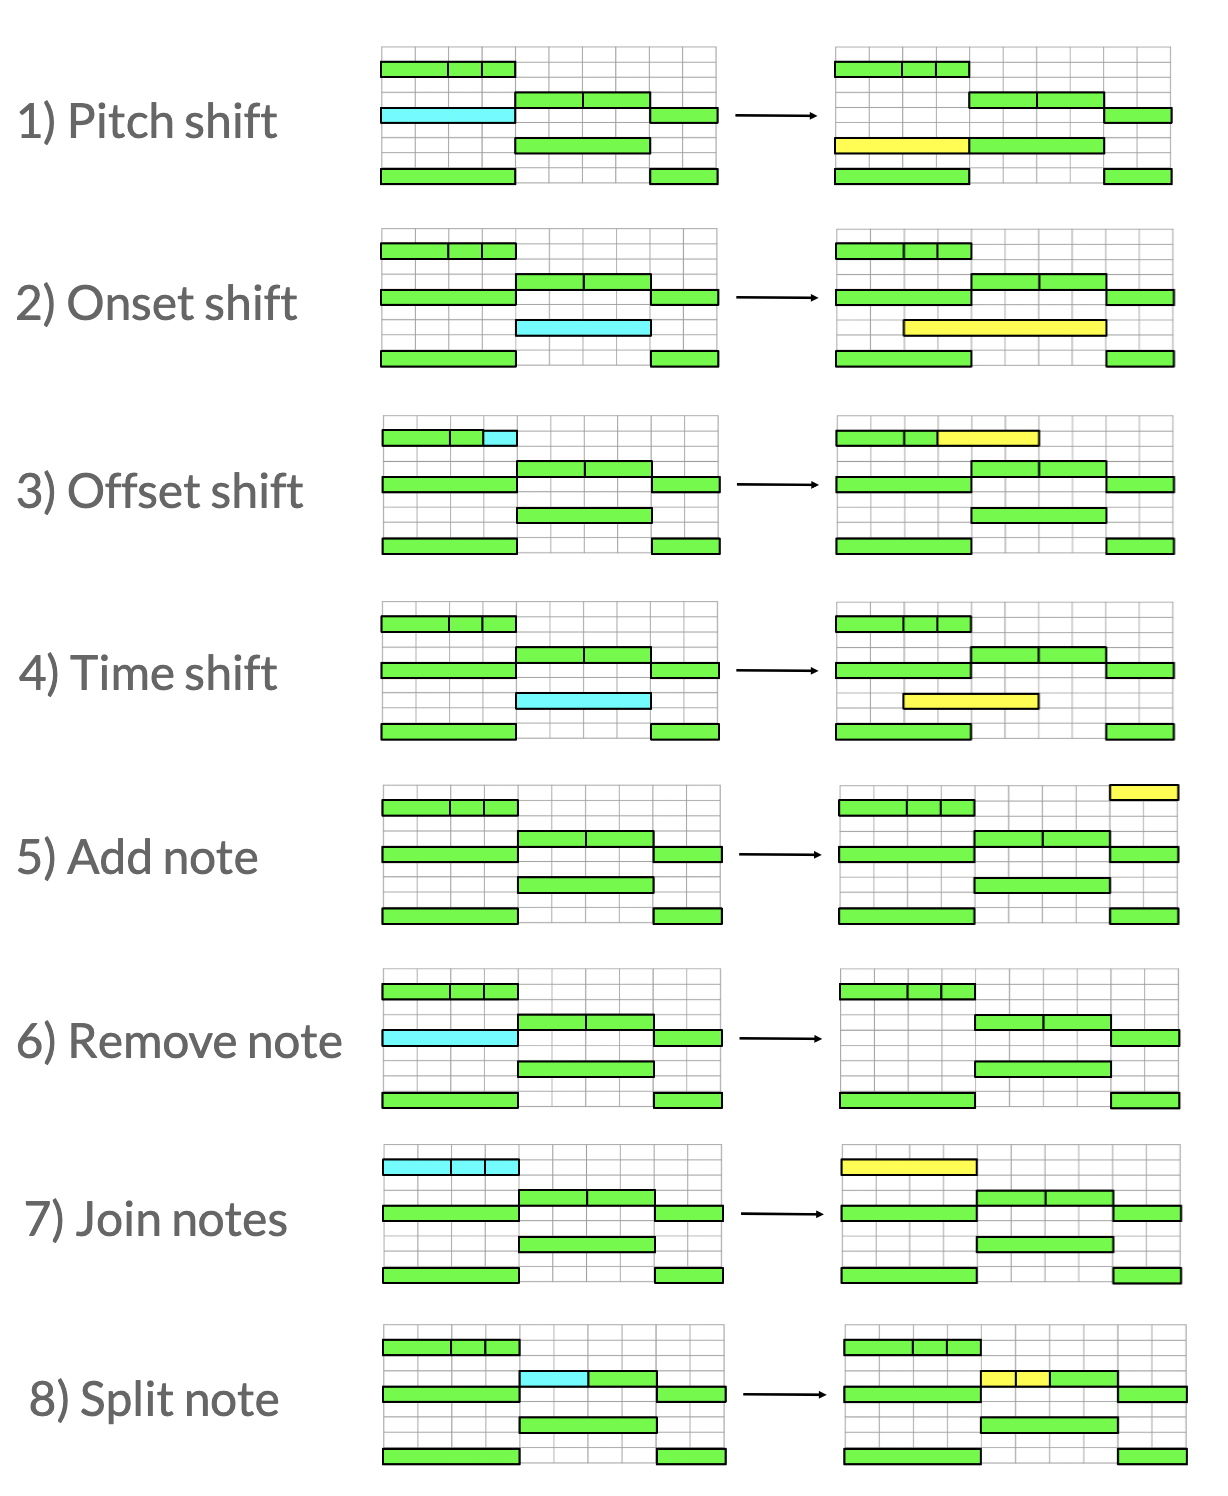 1) Pitch shift
2) Onset shift
3) Offset shift
4) Time shift
5) Add note
6) Remove note
7) Join notes
8) Split note